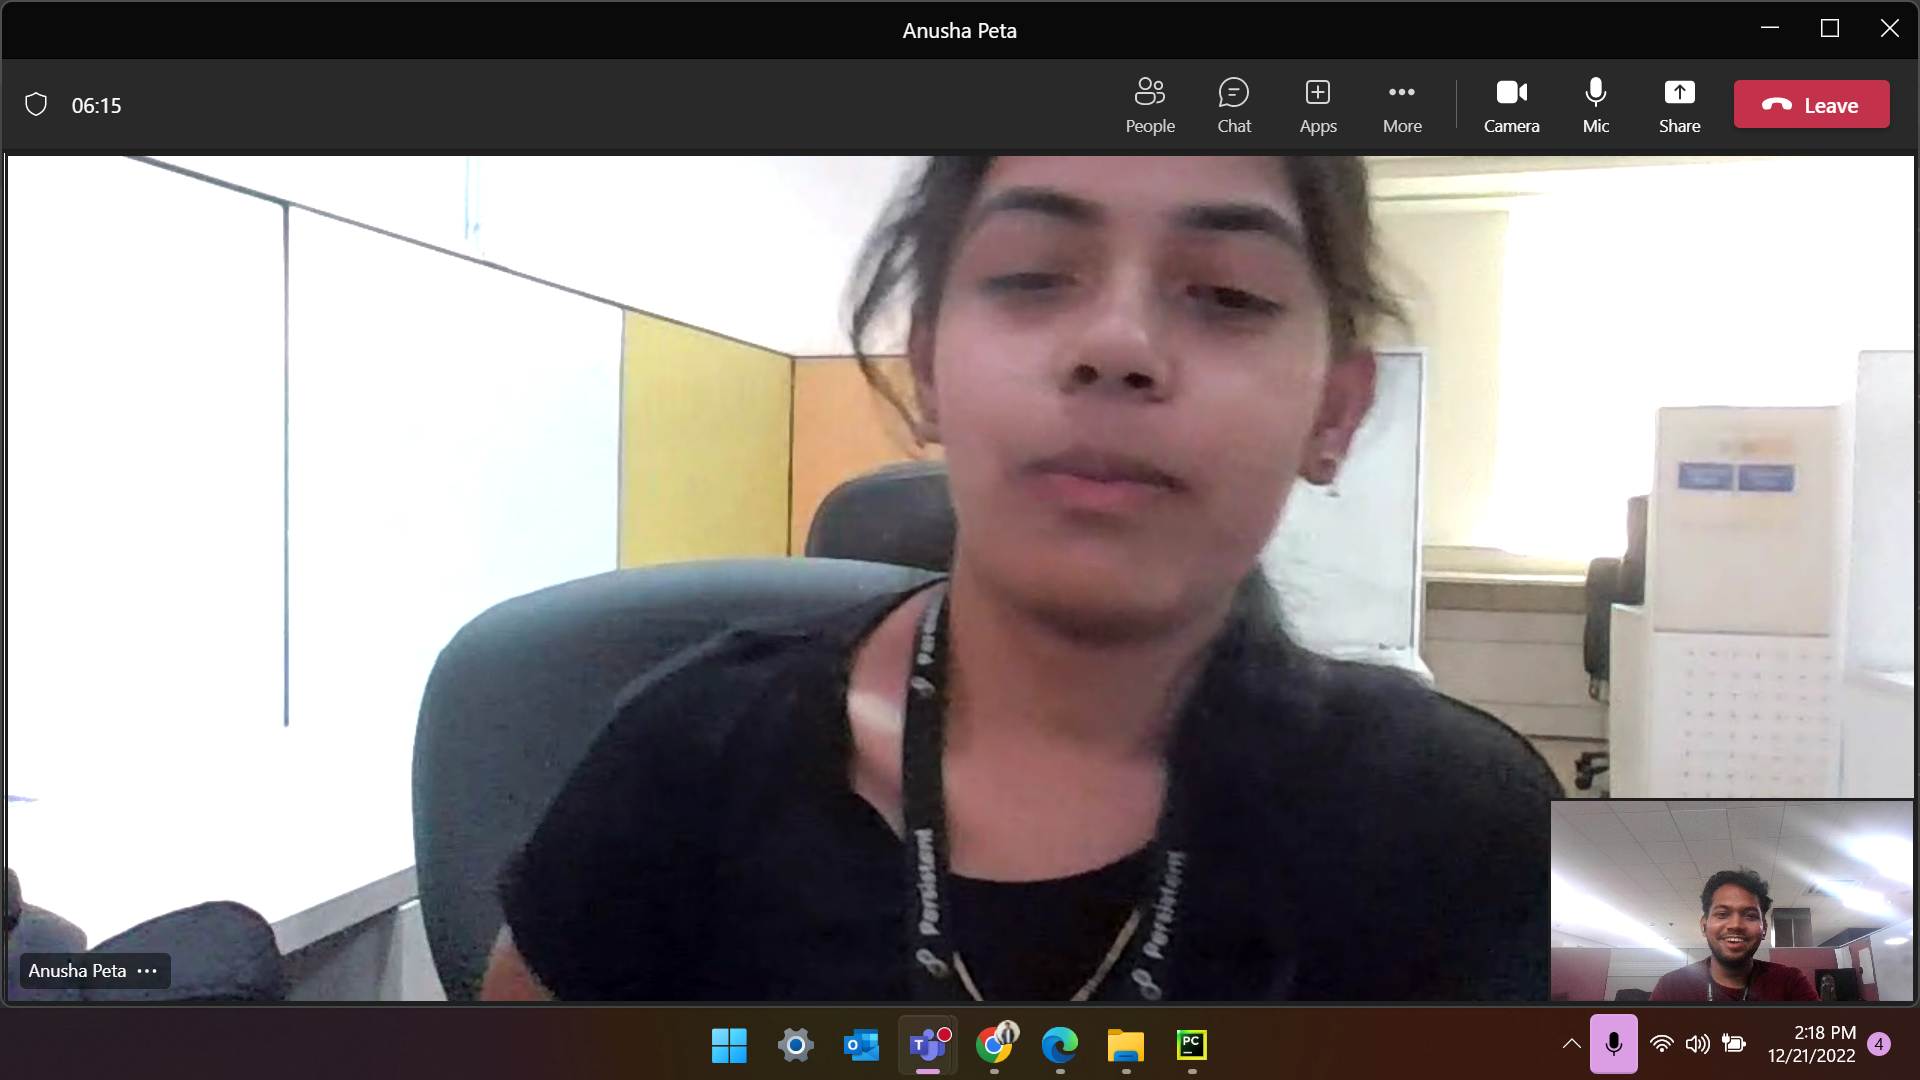 Anusha Peta
06:15
People
Chat
Apps
More
Camera
Mic
Share
Leave
Persistent
Persistent
Anusha Peta
T
PC
2:18 PM
12/21/2022
4